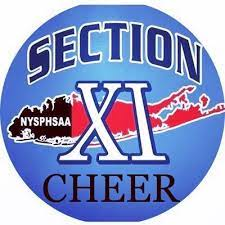 SECTION
NYSPHSAA
XI
CHEER